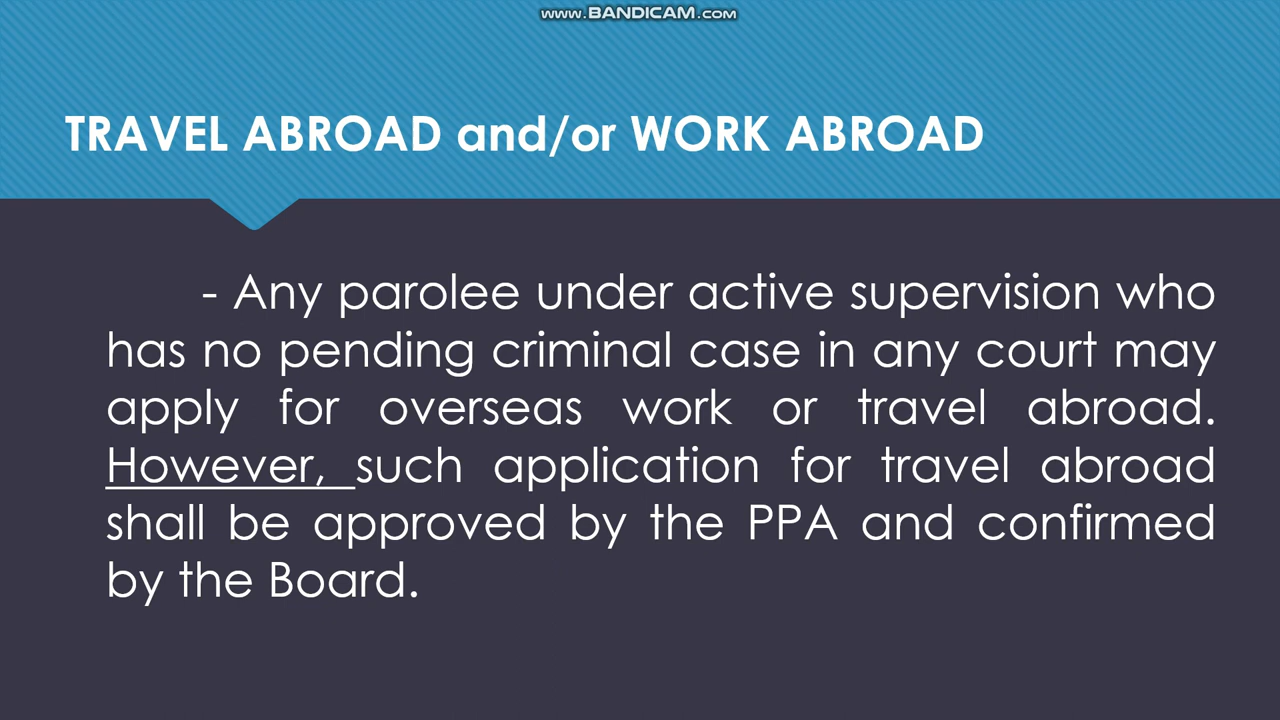 www.BANDICAM.com
TRAVEL ABROAD and/or WORK ABROAD
- Any parolee under active supervision who
has no pending criminal case in any court may
apply for overseas work or travel abroad.
However, such application for travel abroad
shall be approved by the PPA and confirmed
by the Board.